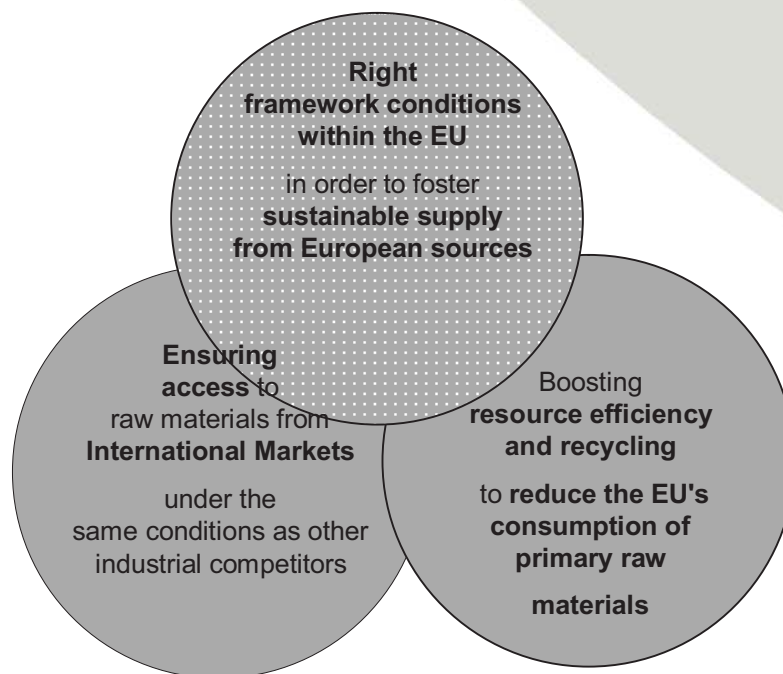 Right
framework conditions
within the EU
in order to foster
sustainable supply
from European sources
Ensuring
access to
raw materials from
International Markets
under the
same conditions as other
industrial competitors
Boosting
resource efficiency
and recycling
to reduce the EU's
consumption of
primary raw
materials